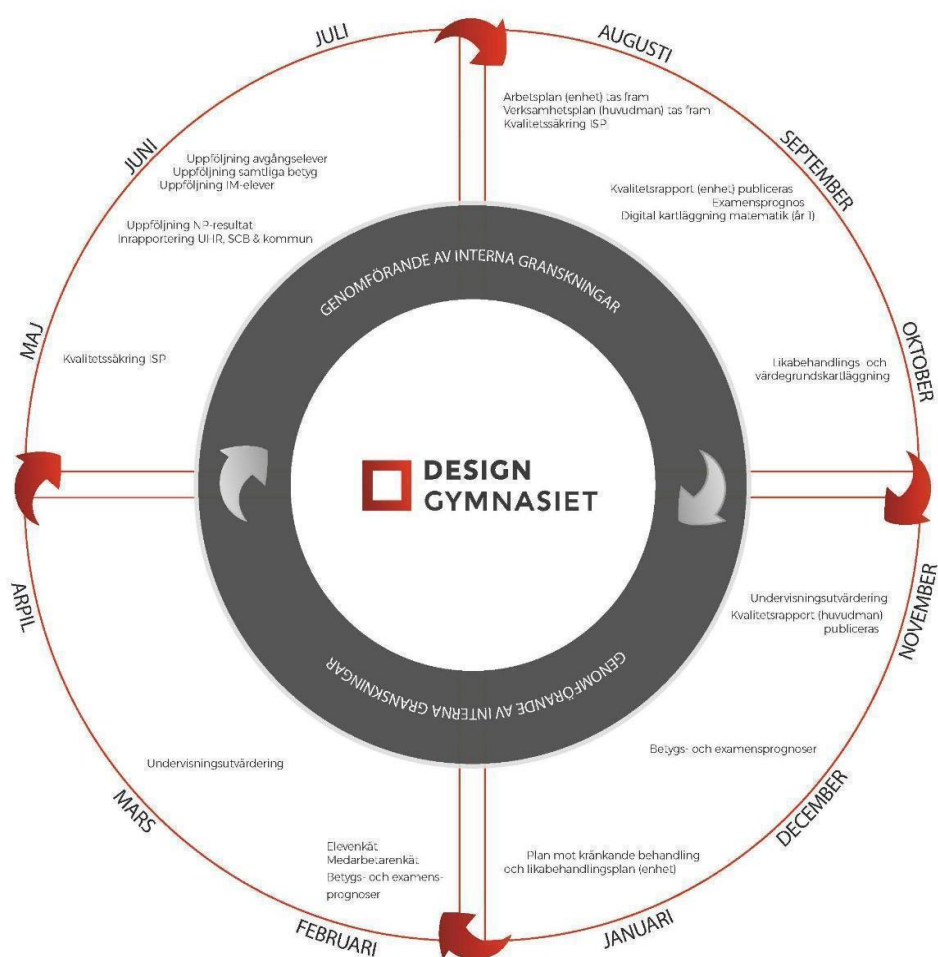 JULI
AUGUSTI
Arbetsplan (enhet) tas fram
Verksamhetsplan (huvudman) tas fram
Kvalitetssäkring ISP
JUNI
SEPTEMBER
Uppföljning avgångselever
Uppföljning samtliga betyg
Uppföljning IM-elever
Kvalitetsrapport (enhet) publiceras
Examensprognos
Digital kartläggning matematik (år 1)
Uppföljning NP-resultat
Inrapportering UHR, SCB & kommun
GENOMFÖRANDE AV INTERNA GRANSKNINGAR
MAJ
OKTOBER
Kvalitetssäkring ISP
Likabehandlings- och
värdegrundskartläggning
DESIGN
GYMNASIET
ARPIL
NOVEMBER
Undervisningsutvärdering
Kvalitetsrapport (huvudman)
publiceras
GENOMFÖRANDE AV INTERNA GRANSKNINGAR
Undervisningsutvärdering
Betygs- och examensprognoser
MARS
DECEMBER
Elevenkät
Medarbetarenkät
Betygs- och examens-
prognoser
Plan mot kränkande behandling
och likabehandlingsplan (enhet)
FEBRUARI
JANUARI